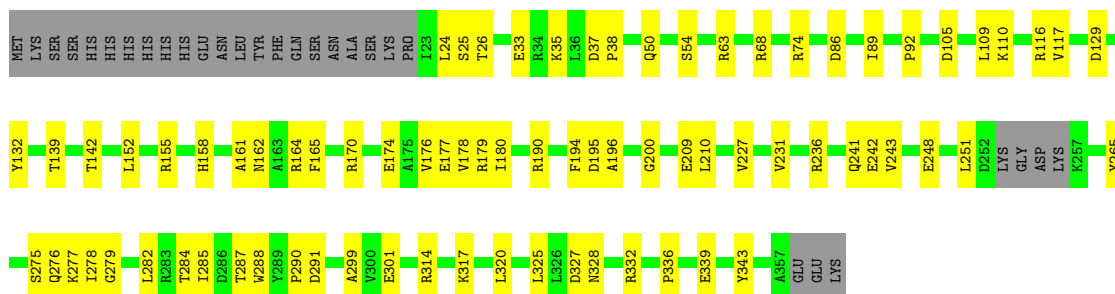 MET LYS SER SER HIS HIS HIS HIS HIS HIS GLU ASN LEU TYR PHE GLN SER ASN ALA SER LYS PRO I23 L24 S25 T26 E33 R34 K35 L36 D37 P38 Q50 S54 R63 R68 R74 D86 I89 P92 D105 L109 K110 R116 V117 D129
Y132 T139 T142 L152 R155 H158 A161 N162 A163 R164 F165 R170 E174 A175 V176 E177 V178 R179 I180 R190 F194 D195 A196 G200 E209 L210 V227 V231 R236 Q241 E242 V243 E248 L251 D252 LYS GLY ASP LYS K257 Y265
S275 Q276 K277 I278 G279 L282 R283 T284 I285 D286 T287 W288 Y289 P290 D291 A299 V300 E301 R314 K317 L320 L325 L326 D327 N328 R332 P336 E339 Y343 A357 GLU GLU LYS